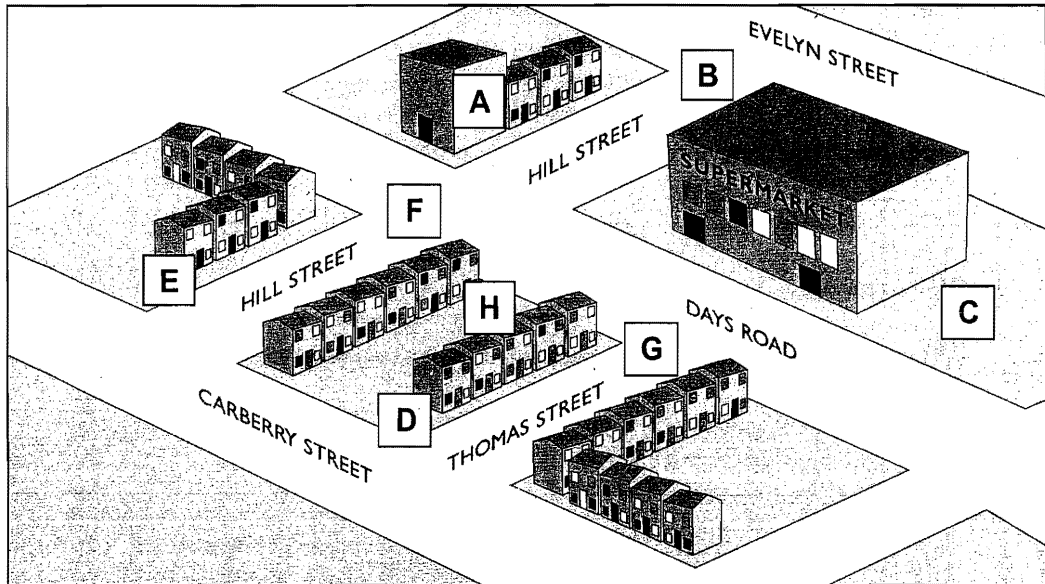 EVELYN STREET
B
A
HILL STREET
SUPERMARKET
F
E
HILL STREET
H
C
DAYS ROAD
G
D
CARBERRY STREET
THOMAS STREET